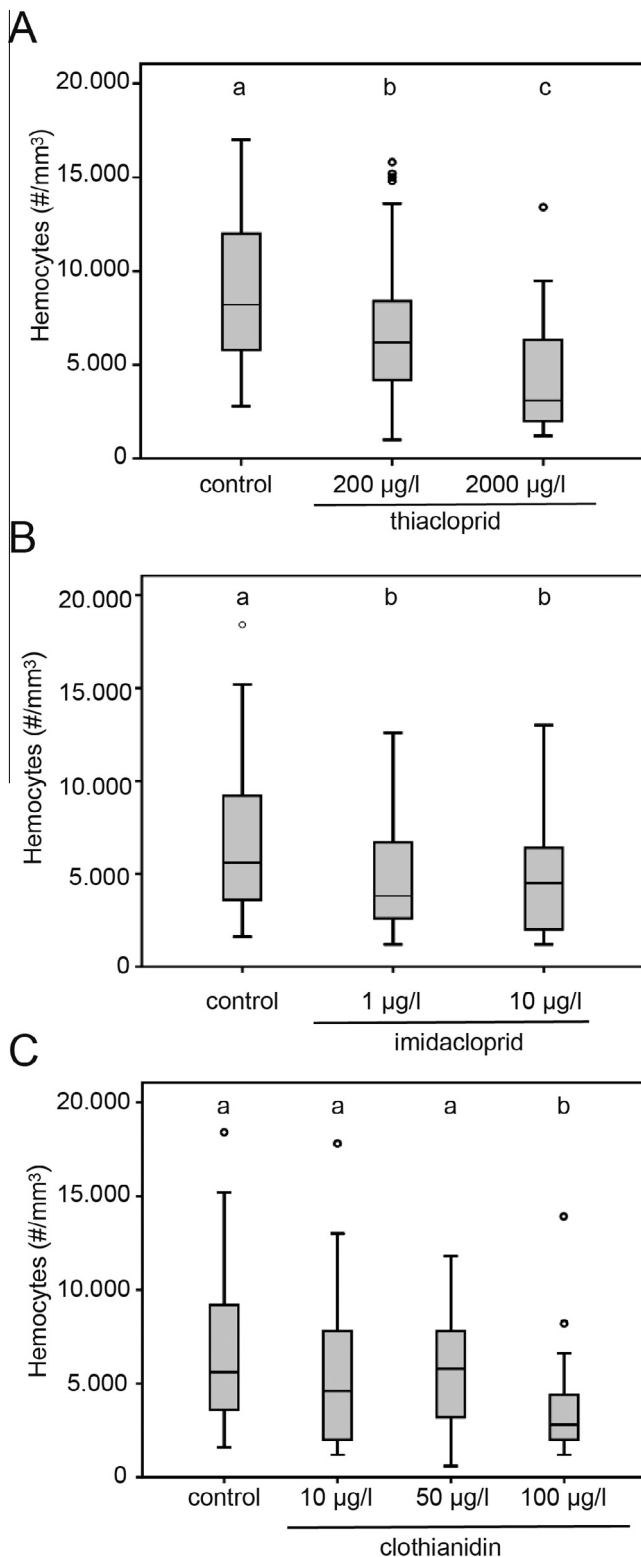 A
Hemocytes (#/mm³)
20.000
15.000
10.000
5.000
0
a b c
control 200 µg/l 2000 µg/l
thiacloprid
B
Hemocytes (#/mm³)
20.000
15.000
10.000
5.000
0
a b b
control 1 µg/l 10 µg/l
imidacloprid
C
Hemocytes (#/mm³)
20.000
15.000
10.000
5.000
0
a a a b
control 10 µg/l 50 µg/l 100 µg/l
clothianidin